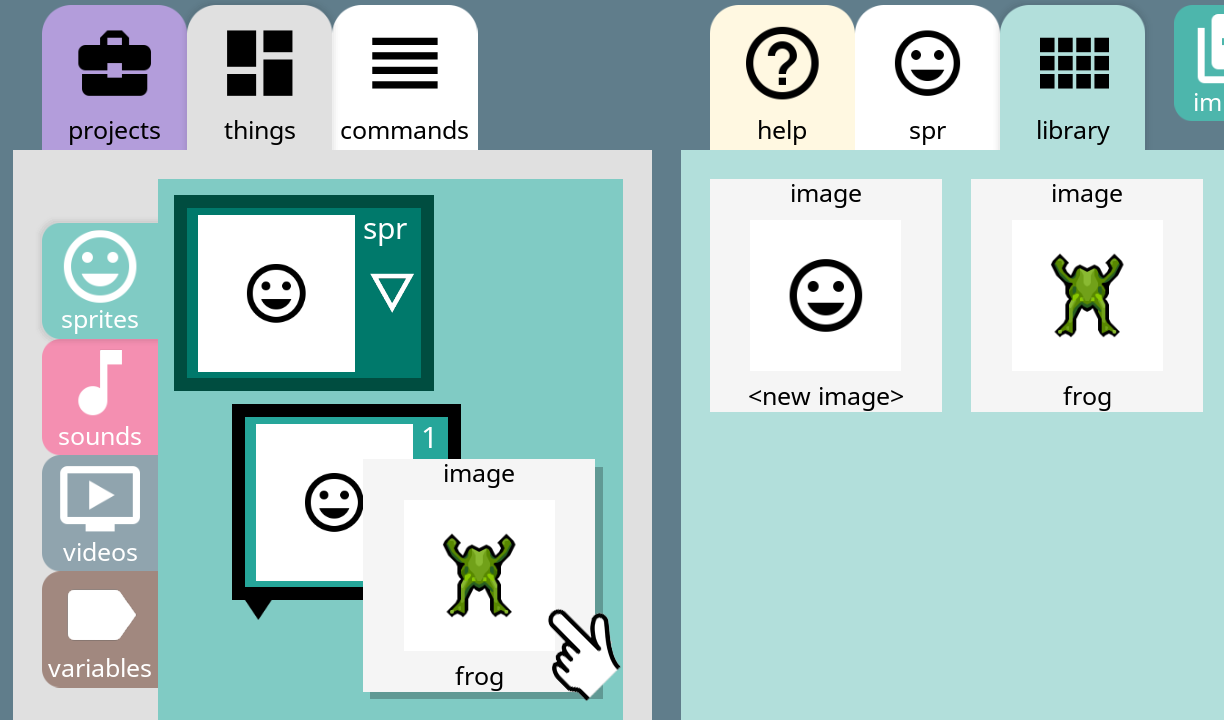 projects
things
commands
help
spr
library
im
sprites
sounds
videos
variables
spr
1
image
frog
image
<new image>
image
frog